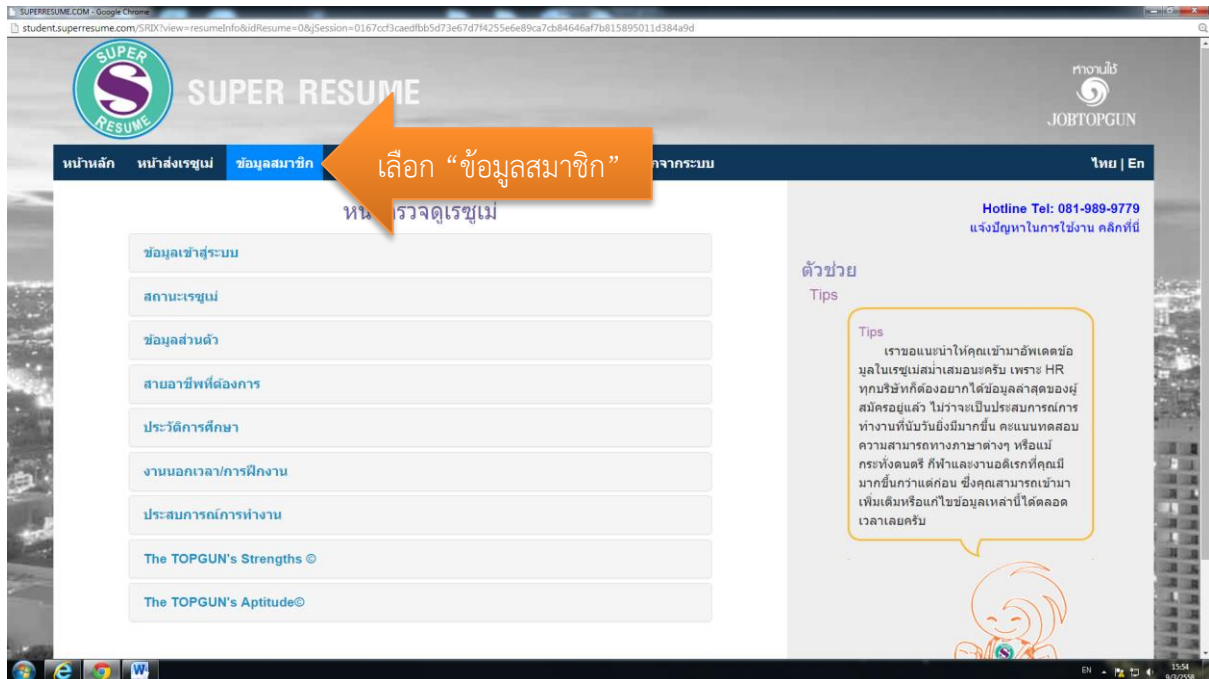 SUPERRESUME.COM - Google Chrome
student.superresume.com/SRIX?view=resumeInfo&idResume=0&jSession=0167ccf3caedfbb5d73e67d7f4255e6e89ca7cb84646af7b815895011d384a9d
SUPER
S
RESUME
SUPER RESUME
หางานใช้
JOBTOPGUN
หน้าหลัก หน้าส่งเรซูเม่ ข้อมูลสมาชิก
เลือก “ข้อมูลสมาชิก”
กจากระบบ
ไทย | En
รวจดูเรซูเม่
ข้อมูลเข้าสู่ระบบ
สถานะเรซูเม่
ข้อมูลส่วนตัว
สายอาชีพที่ต้องการ
ประวัติการศึกษา
งานนอกเวลา/การฝึกงาน
ประสบการณ์การทำงาน
The TOPGUN's Strengths ©
The TOPGUN's Aptitude©
Hotline Tel: 081-989-9779
แจ้งปัญหาในการใช้งาน คลิกที่นี่
ตัวช่วย
Tips
Tips
เราขอแนะนำให้คุณเข้ามาอัพเดตข้อ
มูลในเรซูเม่สม่ำเสมอนะครับ เพราะ HR
ทุกบริษัทก็ต้องอยากได้ข้อมูลล่าสุดของผู้
สมัครอยู่แล้ว ไม่ว่าจะเป็นประสบการณ์การ
ทำงานที่นับวันยิ่งมีมากขึ้น คะแนนทดสอบ
ความสามารถทางภาษาต่างๆ หรือแม้
กระทั่งดนตรี กีฬาและงานอดิเรกที่คุณมี
มากขึ้นกว่าแต่ก่อน ซึ่งคุณสามารถเข้ามา
เพิ่มเติมหรือแก้ไขข้อมูลเหล่านี้ได้ตลอด
เวลาเลยครับ
S
EN
15:54
9/3/2558